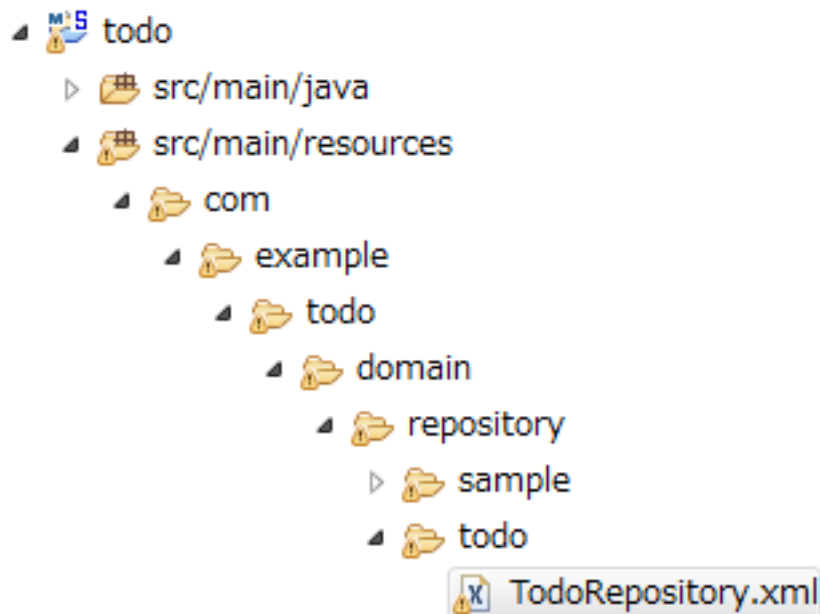 todo
src/main/java
src/main/resources
com
example
todo
domain
repository
sample
todo
TodoRepository.xml